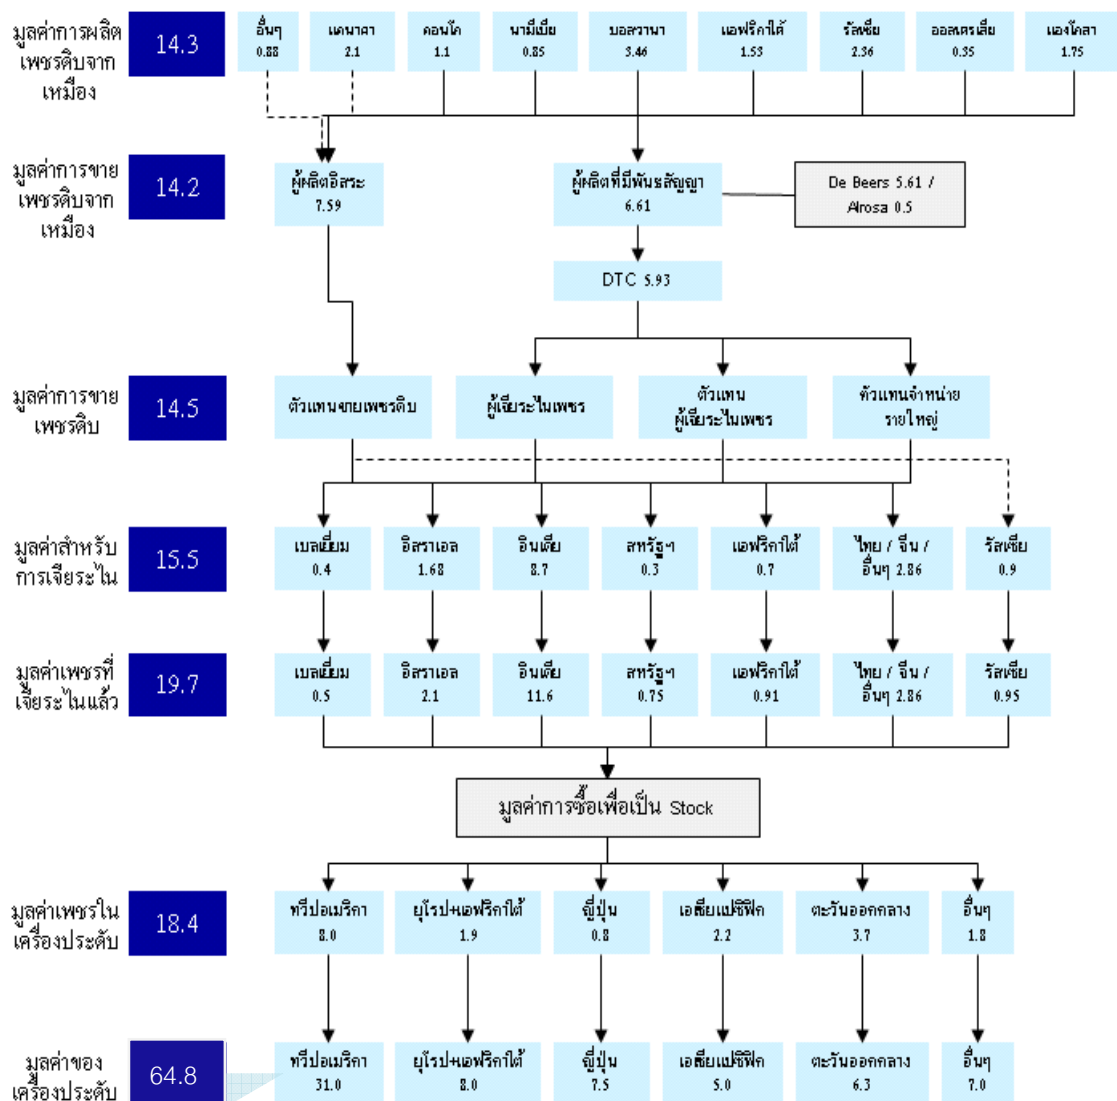 มูลค่าการผลิต
เพชรดิบจาก
เหมือง
14.3
อื่นๆ
0.88
แคนาดา
2.1
คองโก
1.1
นามีเบีย
0.85
บอสวานา
3.46
แอฟริกาใต้
1.53
รัสเซีย
2.36
ออสเตรเลีย
0.35
แองโกลา
1.75
มูลค่าการขาย
เพชรดิบจาก
เหมือง
14.2
ผู้ผลิตอิสระ
7.59
ผู้ผลิตที่มีพันธสัญญา
6.61
De Beers 5.61 /
Alrosa 0.5
DTC 5.93
มูลค่าการขาย
เพชรดิบ
14.5
ตัวแทนขายเพชรดิบ
ผู้เจียระไนเพชร
ตัวแทน
ผู้เจียระไนเพชร
ตัวแทนจำหน่าย
รายใหญ่
มูลค่าสำหรับ
การเจียระไน
15.5
เบลเยี่ยม
0.4
อิสราเอล
1.68
อินเดีย
8.7
สหรัฐฯ
0.3
แอฟริกาใต้
0.7
ไทย / จีน /
อื่นๆ 2.86
รัสเซีย
0.9
มูลค่าเพชรที่
เจียระไนแล้ว
19.7
เบลเยี่ยม
0.5
อิสราเอล
2.1
อินเดีย
11.6
สหรัฐฯ
0.75
แอฟริกาใต้
0.91
ไทย / จีน /
อื่นๆ 2.86
รัสเซีย
0.95
มูลค่าการซื้อเพื่อเป็น Stock
มูลค่าเพชรใน
เครื่องประดับ
18.4
ทวีปอเมริกา
8.0
ยุโรป+แอฟริกาใต้
1.9
ญี่ปุ่น
0.8
เอเชียแปซิฟิค
2.2
ตะวันออกกลาง
3.7
อื่นๆ
1.8
มูลค่าของ
เครื่องประดับ
64.8
ทวีปอเมริกา
31.0
ยุโรป+แอฟริกาใต้
8.0
ญี่ปุ่น
7.5
เอเชียแปซิฟิค
5.0
ตะวันออกกลาง
6.3
อื่นๆ
7.0